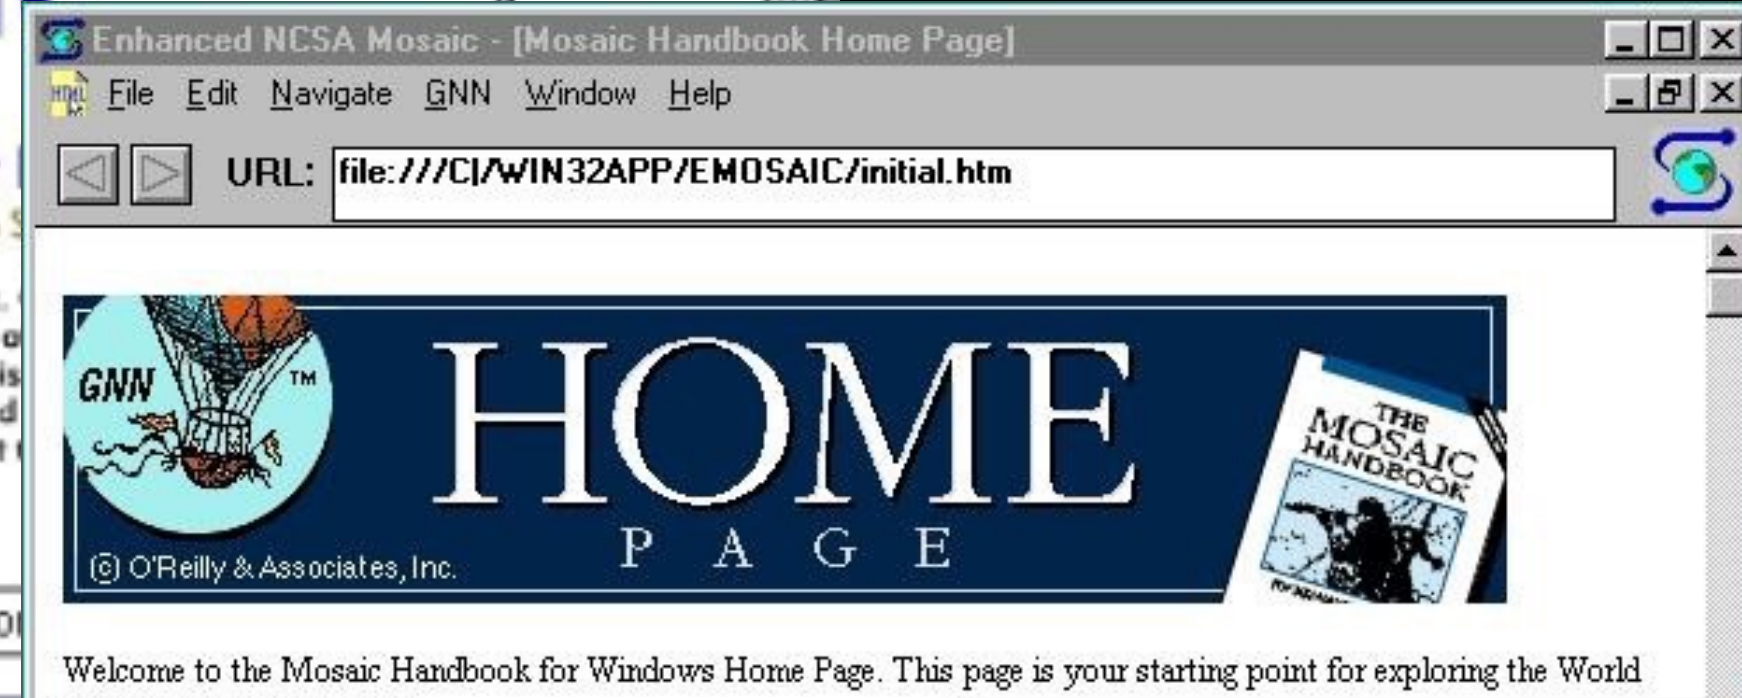 Enhanced NCSA Mosaic - [Mosaic Handbook Home Page]
File Edit Navigate GNN Window Help
URL: file:///C|/WIN32APP/EMOSAIC/initial.htm
GNN TM
HOME
PAGE
THE
MOSAIC
HANDBOOK
(c) O'Reilly & Associates, Inc.
Welcome to the Mosaic Handbook for Windows Home Page. This page is your starting point for exploring the World